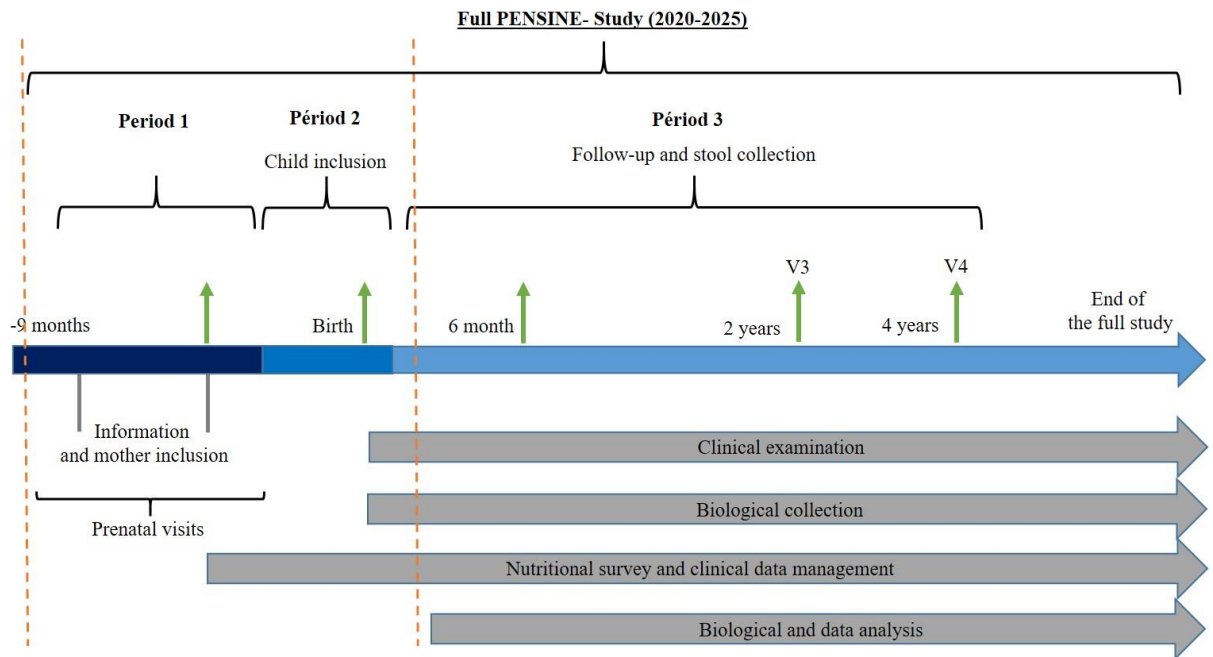 Full PENSINE- Study (2020-2025)
Period 1
Périod 2
Périod 3
Child inclusion
Follow-up and stool collection
V3
V4
-9 months
Birth
6 month
2 years
4 years
End of
the full study
Information
and mother inclusion
Prenatal visits
Clinical examination
Biological collection
Nutritional survey and clinical data management
Biological and data analysis